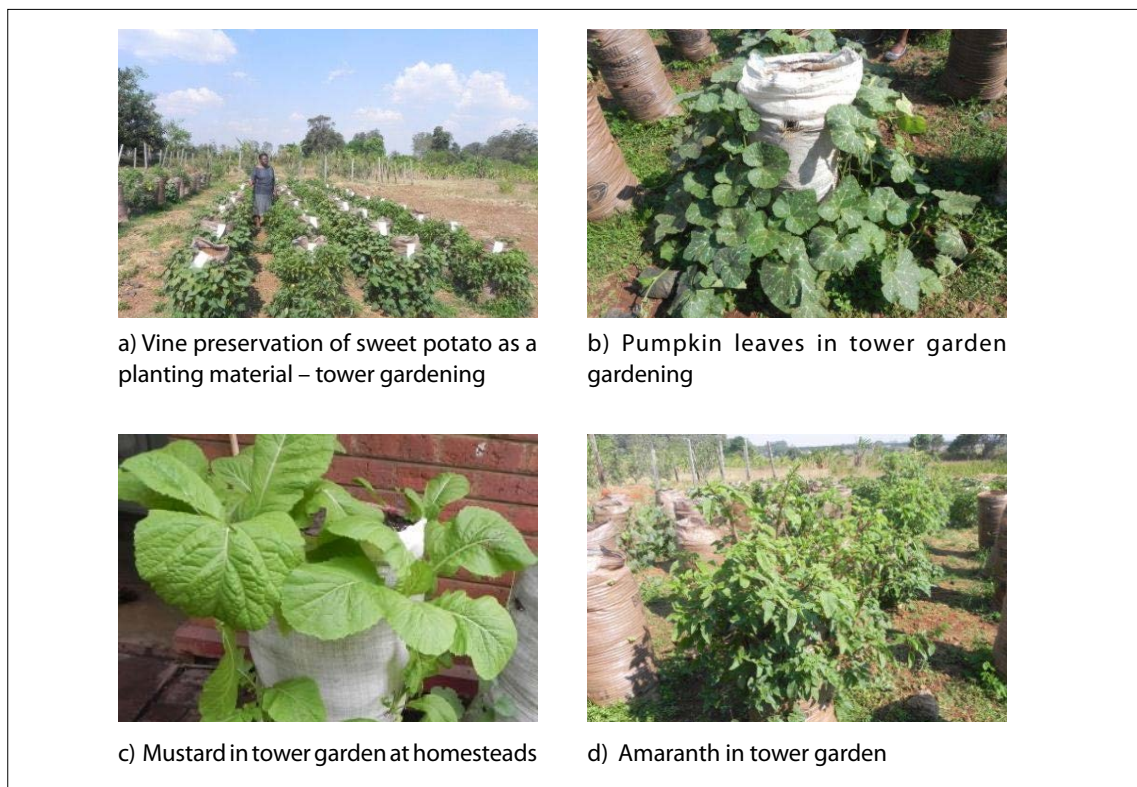 a) Vine preservation of sweet potato as a
planting material – tower gardening
b) Pumpkin leaves in tower garden
gardening
c) Mustard in tower garden at homesteads
d) Amaranth in tower garden